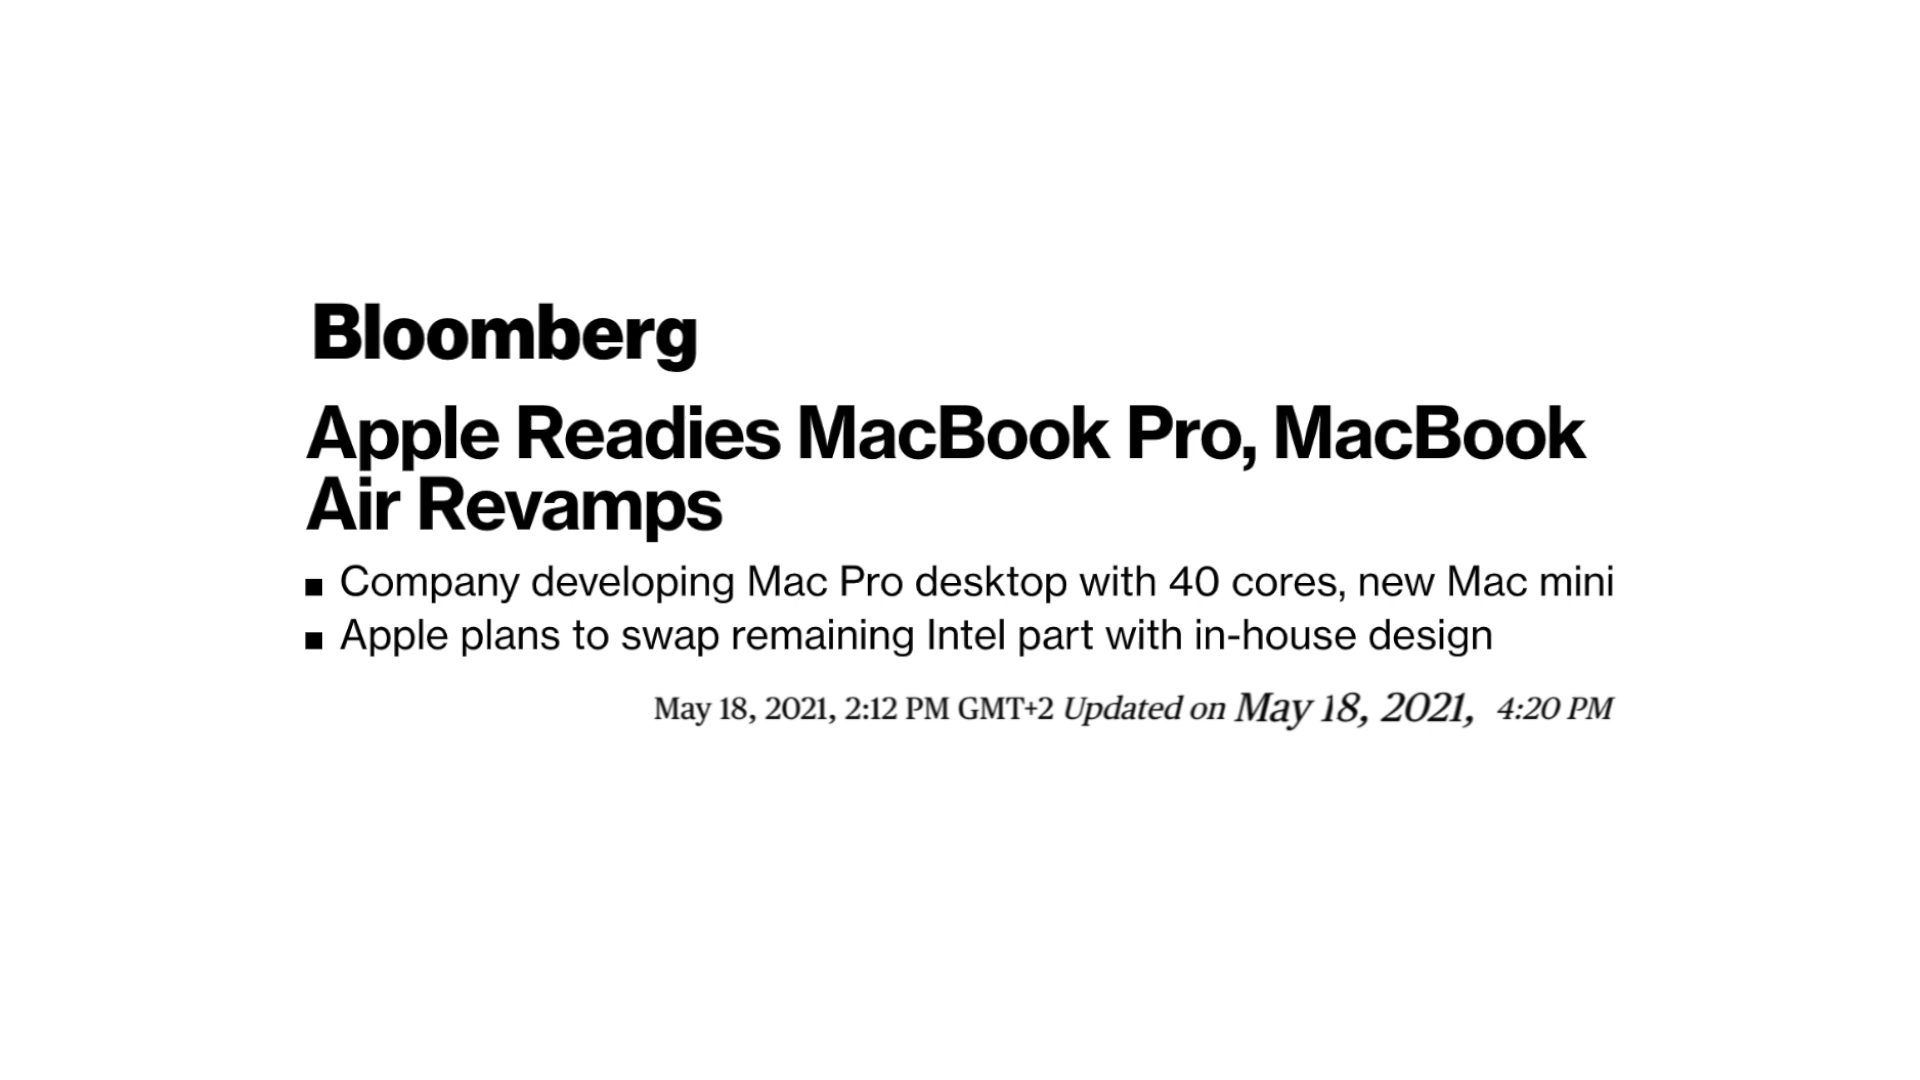 Bloomberg
Apple Readies MacBook Pro, MacBook
Air Revamps
■ Company developing Mac Pro desktop with 40 cores, new Mac mini
■ Apple plans to swap remaining Intel part with in-house design
May 18, 2021, 2:12 PM GMT+2 Updated on May 18, 2021, 4:20 PM